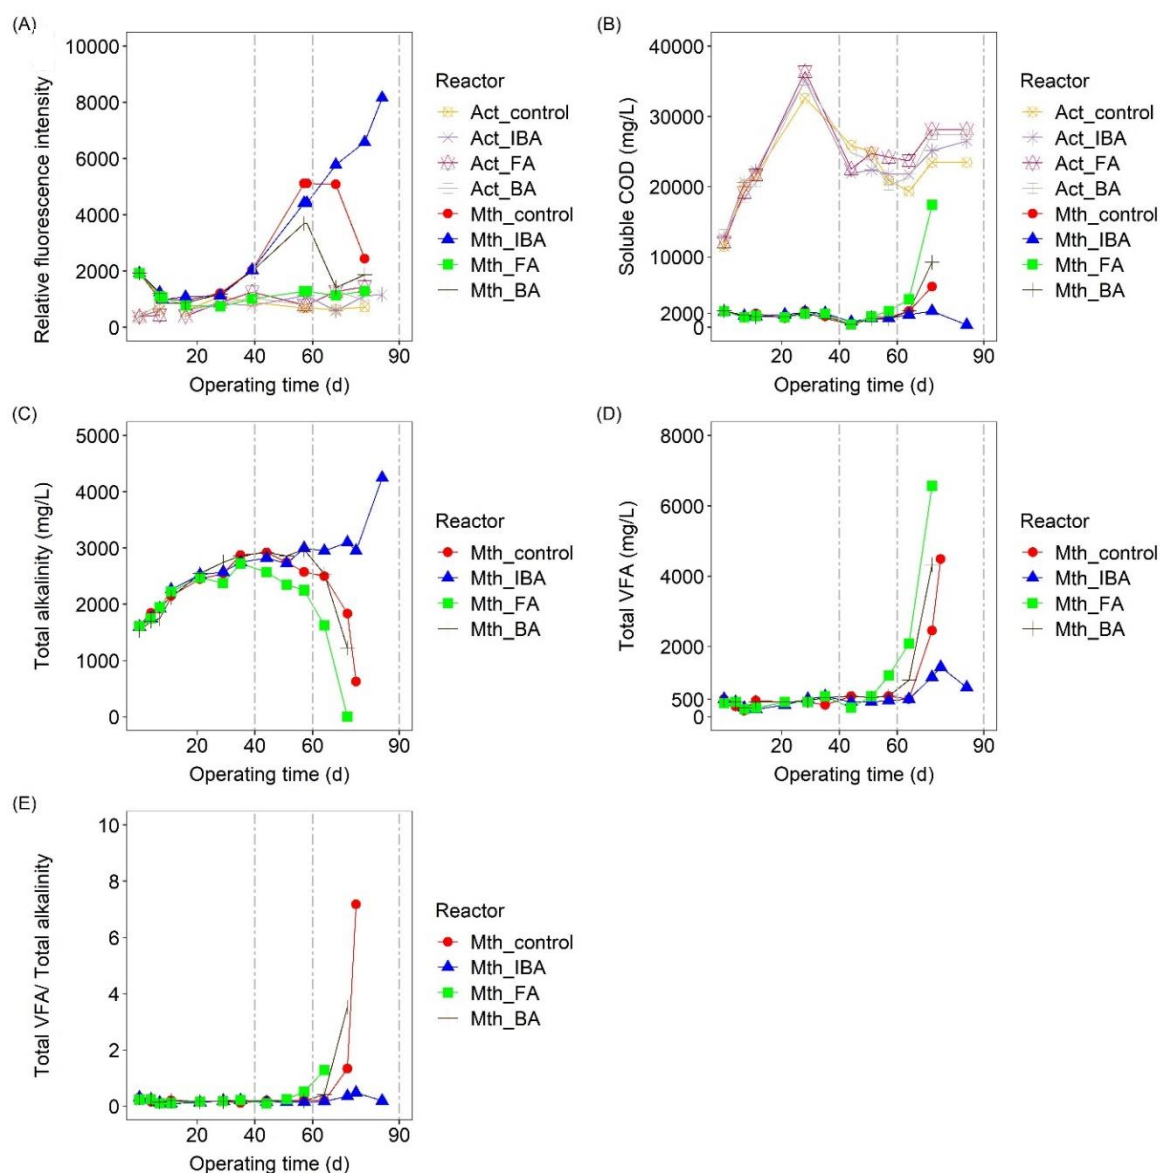 (A)
Relative fluorescence intensity
10000
8000
6000
4000
2000
0
20
40
60
90
Operating time (d)
Reactor
Act_control
Act_IBA
Act_FA
Act_BA
Mth_control
Mth_IBA
Mth_FA
Mth_BA
(B)
Soluble COD (mg/L)
40000
30000
20000
10000
2000
0
20
40
60
90
Operating time (d)
Reactor
Act_control
Act_IBA
Act_FA
Act_BA
Mth_control
Mth_IBA
Mth_FA
Mth_BA
(C)
Total alkalinity (mg/L)
5000
4000
3000
2000
1000
0
20
40
60
90
Operating time (d)
Reactor
Mth_control
Mth_IBA
Mth_FA
Mth_BA
(D)
Total VFA (mg/L)
8000
6000
4000
2000
500
0
20
40
60
90
Operating time (d)
Reactor
Mth_control
Mth_IBA
Mth_FA
Mth_BA
(E)
Total VFA/ Total alkalinity
10
8
6
4
2
0
20
40
60
90
Operating time (d)
Reactor
Mth_control
Mth_IBA
Mth_FA
Mth_BA